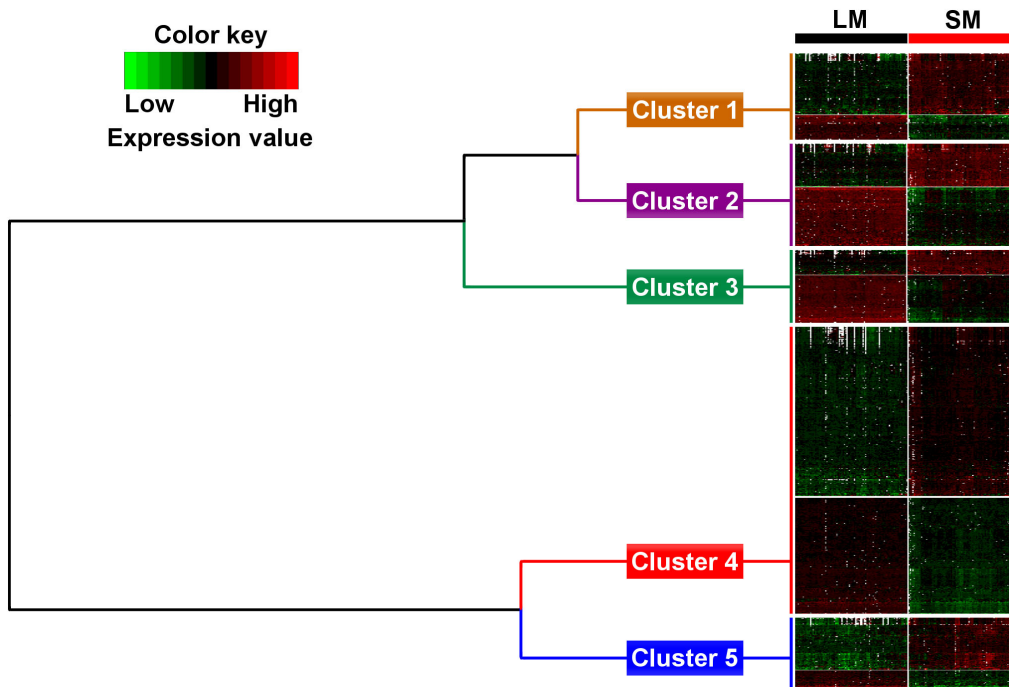 LM SM
Color key
Low High
Expression value
Cluster 1
Cluster 2
Cluster 3
Cluster 4
Cluster 5